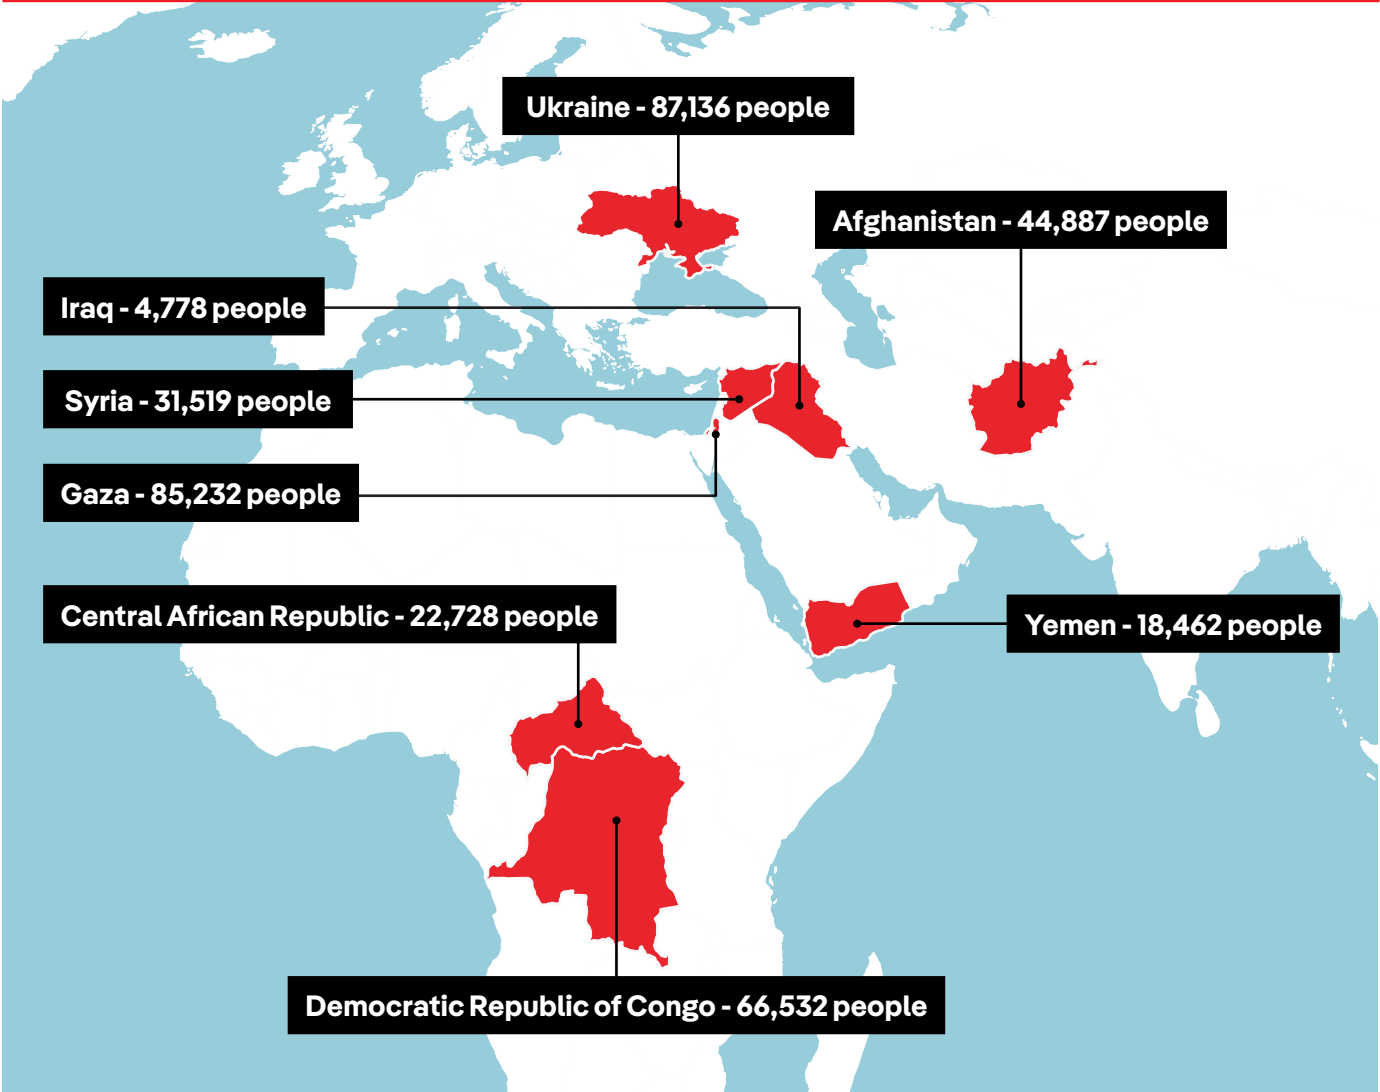 Ukraine - 87,136 people
Afghanistan - 44,887 people
Iraq - 4,778 people
Syria - 31,519 people
Gaza - 85,232 people
Central African Republic - 22,728 people
Yemen - 18,462 people
Democratic Republic of Congo - 66,532 people